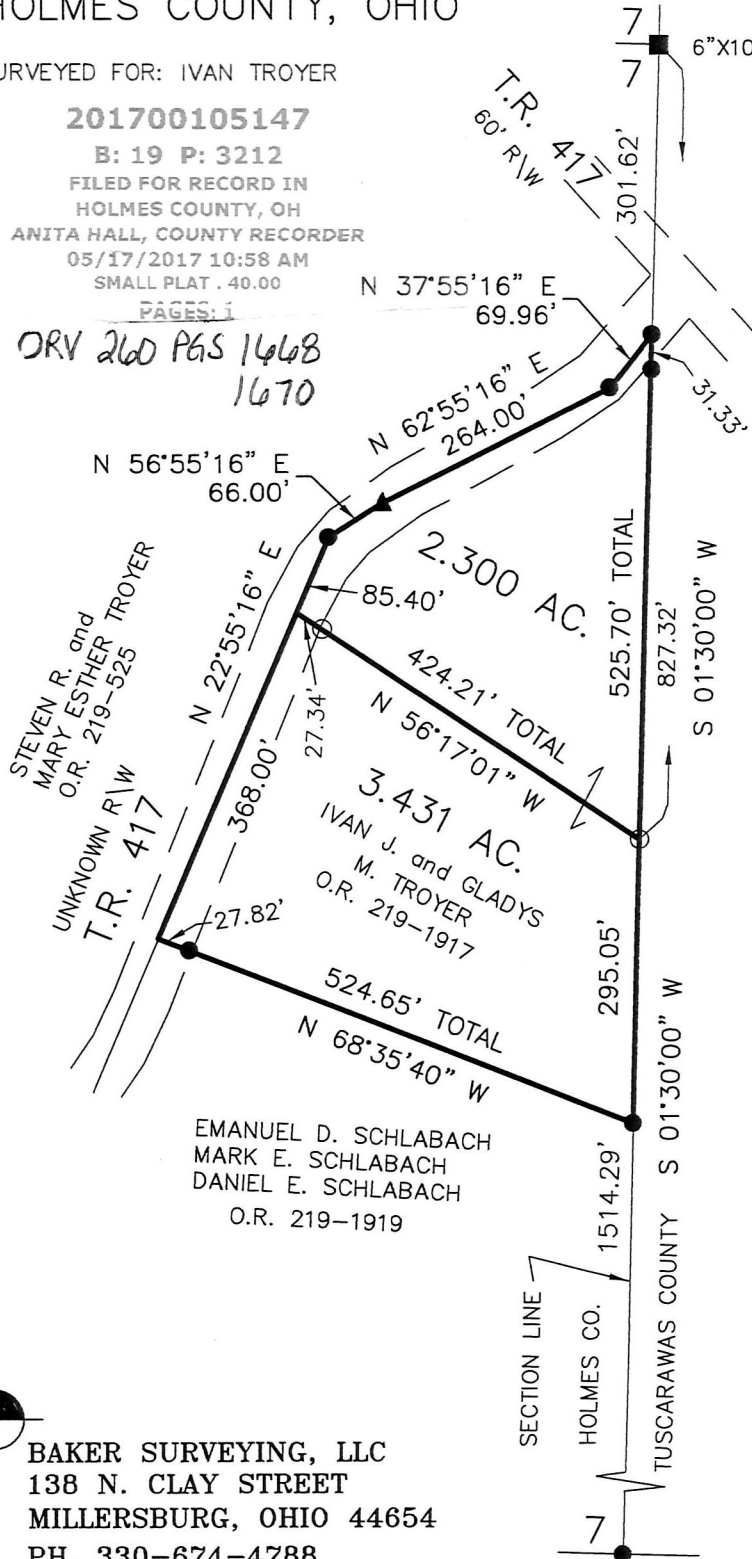 HOLMES COUNTY, OHIO
URVEYED FOR: IVAN TROYER
201700105147
B: 19 P: 3212
FILED FOR RECORD IN
HOLMES COUNTY, OH
ANITA HALL, COUNTY RECORDER
05/17/2017 10:58 AM
SMALL PLAT . 40.00
PAGES: 1
ORV 260 PGS 1668
1670
7
7
6"X10
T.R. 417
60' R\W
301.62'
N 37°55'16" E
69.96'
31.33'
N 62°55'16" E
264.00'
N 56°55'16" E
66.00'
2.300 AC.
85.40'
525.70' TOTAL
827.32'
S 01°30'00" W
N 22°55'16" E
STEVEN R. and
MARY ESTHER TROYER
O.R. 219-525
27.34'
424.21' TOTAL
N 56°17'01" W
368.00'
3.431 AC.
IVAN J. and GLADYS
M. TROYER
O.R. 219-1917
UNKNOWN R\W
T.R. 417
27.82'
524.65' TOTAL
N 68°35'40" W
295.05'
S 01°30'00" W
EMANUEL D. SCHLABACH
MARK E. SCHLABACH
DANIEL E. SCHLABACH
O.R. 219-1919
1514.29'
SECTION LINE
HOLMES CO.
TUSCARAWAS COUNTY
7
BAKER SURVEYING, LLC
138 N. CLAY STREET
MILLERSBURG, OHIO 44654
PH. 330-674-4788